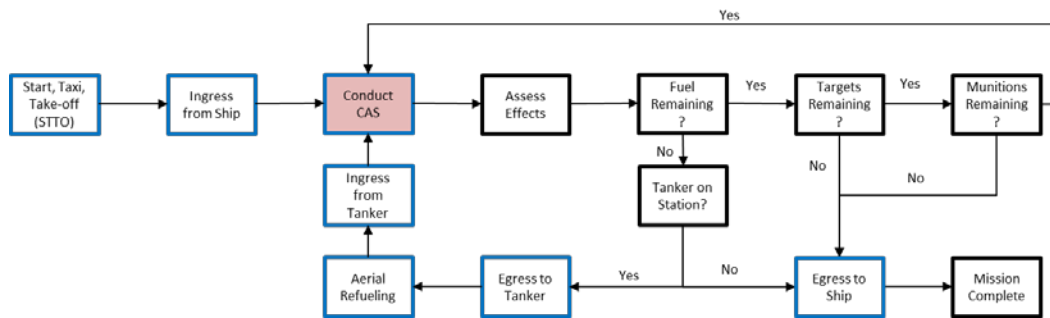 Yes
Start, Taxi,
Take-off
(STTO)
Ingress
from Ship
Conduct
CAS
Assess
Effects
Fuel
Remaining
?
Yes
Targets
Remaining
?
Yes
Munitions
Remaining
?
No
No
No
Ingress
from
Tanker
Tanker on
Station?
Aerial
Refueling
Egress to
Tanker
Yes
No
Egress to
Ship
Mission
Complete